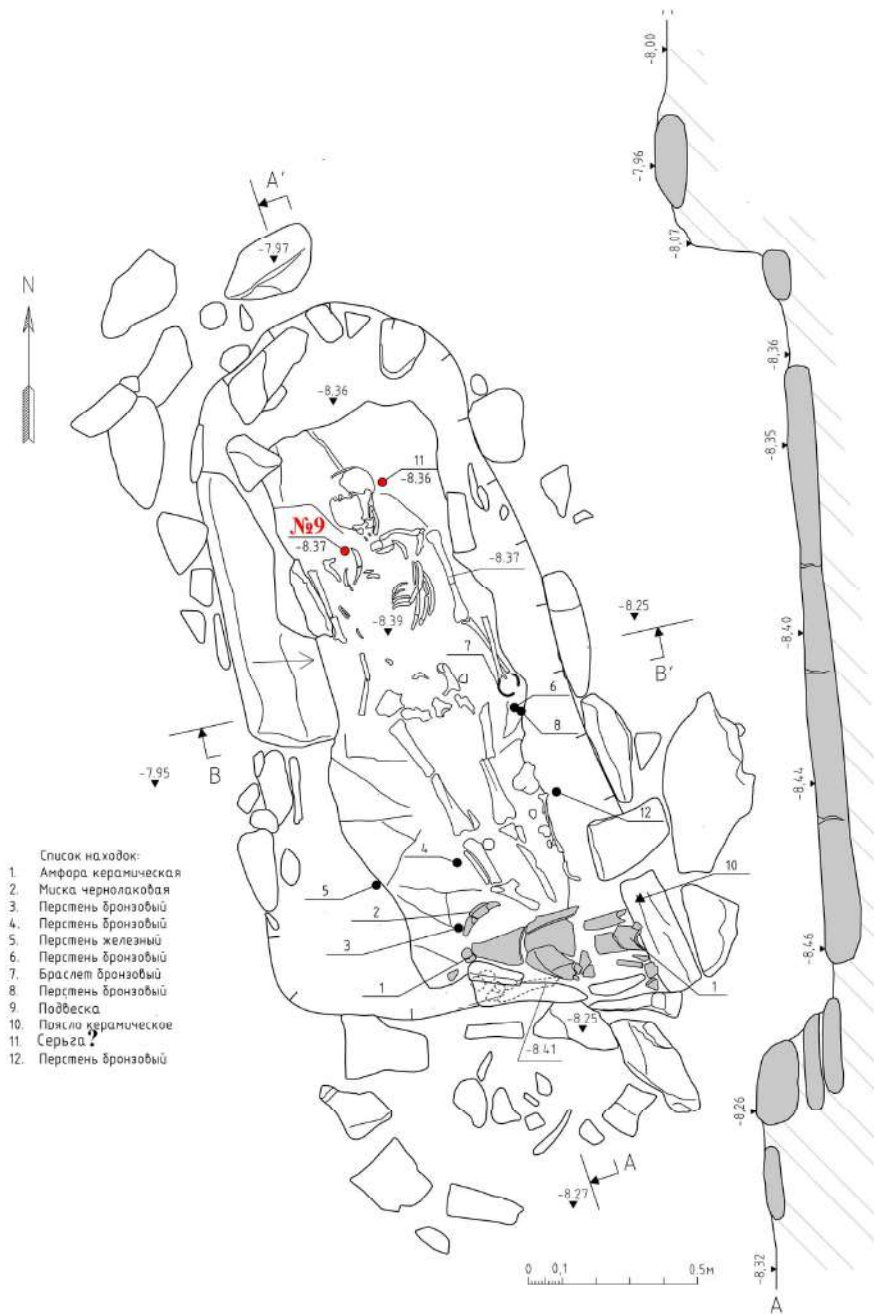 -8,00
-7,96
A'
-7.97
-8,07
N
-8.36
-8,36
11
-8.36
-8,35
№9
-8.37
-8.37
-8.25
-8.39
-8,40
7
6
B'
8
B
-7.95
-8,44
12
4
10
5
2
3
-8,46
1
1
-8.25
-8.41
Список находок:
1. Амфора керамическая
2. Миска чернолаковая
3. Перстень бронзовый
4. Перстень бронзовый
5. Перстень железный
6. Перстень бронзовый
7. Браслет бронзовый
8. Перстень бронзовый
9. Подвеска
10. Прясло керамическое
11. Серьга?
12. Перстень бронзовый
-8,26
A
-8.27
0 0,1 0.5м
-8,32
A